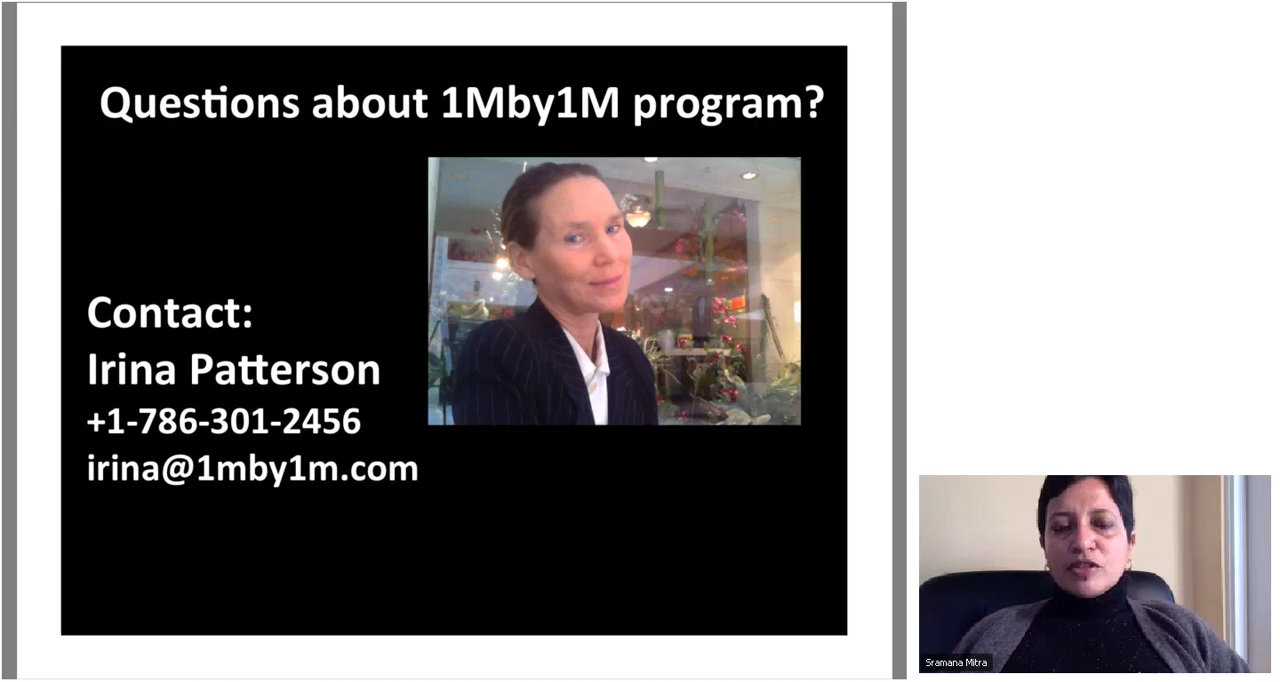 Questions about 1Mby1M program?
Contact:
Irina Patterson
+1-786-301-2456
irina@1mby1m.com
Sramana Mitra